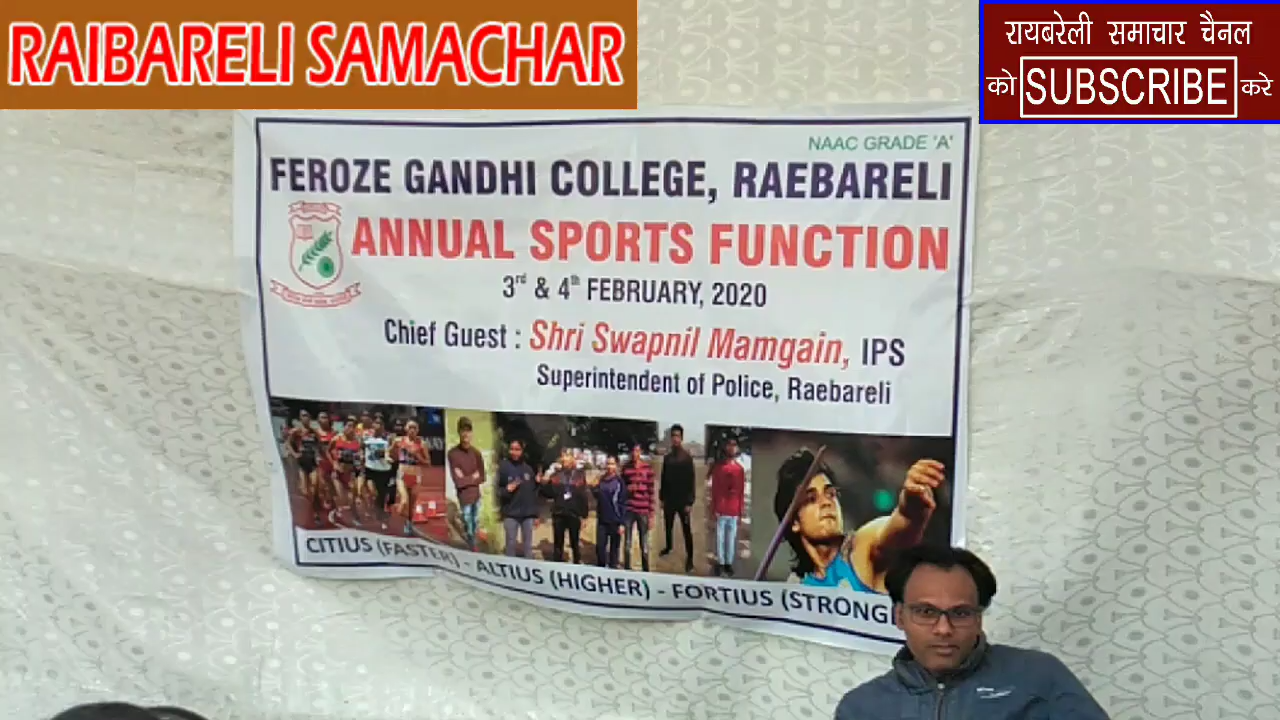 RAIBARELI SAMACHAR
रायबरेली समाचार चैनल
को SUBSCRIBE करे
NAAC GRADE 'A'
FEROZE GANDHI COLLEGE, RAEBARELI
ANNUAL SPORTS FUNCTION
3rd & 4th FEBRUARY, 2020
Chief Guest : Shri Swapnil Mamgain, IPS
Superintendent of Police, Raebareli
CITIUS (FASTER) - ALTIUS (HIGHER) - FORTIUS (STRONG